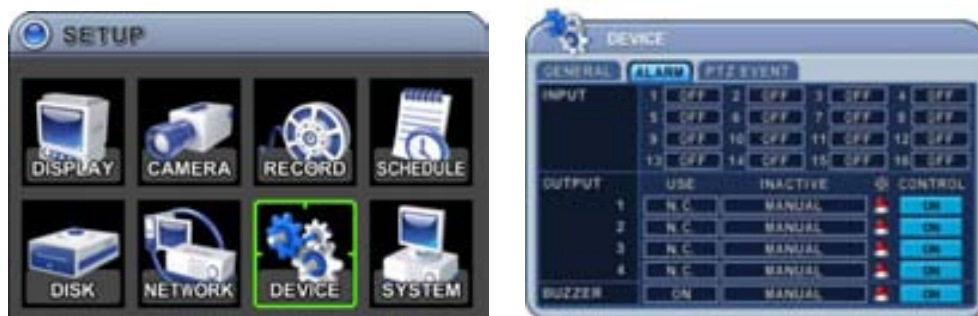 SETUP
DISPLAY CAMERA RECORD SCHEDULE
DISK NETWORK DEVICE SYSTEM
DEVICE
GENERAL ALARM PTZ EVENT
INPUT 1 OFF 2 OFF 3 OFF 4 OFF
5 OFF 6 OFF 7 OFF 8 OFF
9 OFF 10 OFF 11 OFF 12 OFF
13 OFF 14 OFF 15 OFF 16 OFF
OUTPUT USE INACTIVE CONTROL
1 N.C. MANUAL ON
2 N.C. MANUAL ON
3 N.C. MANUAL ON
4 N.C. MANUAL ON
BUZZER ON MANUAL ON